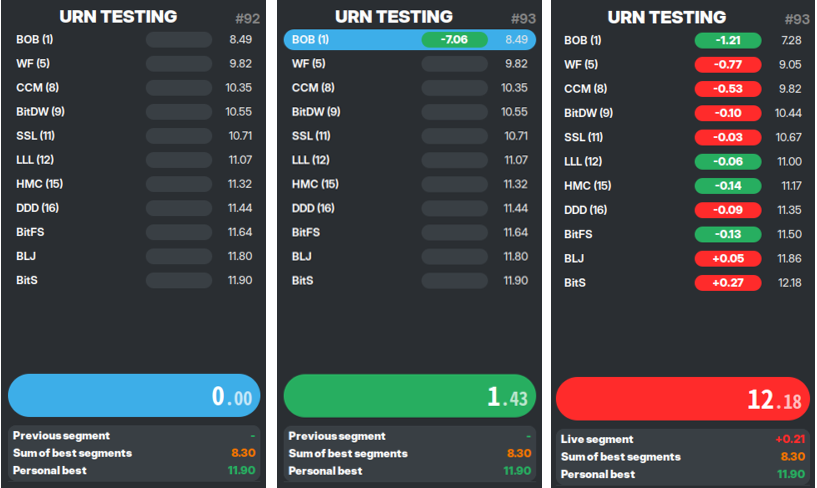 URN TESTING #92
BOB (1) 8.49
WF (5) 9.82
CCM (8) 10.35
BitDW (9) 10.55
SSL (11) 10.71
LLL (12) 11.07
HMC (15) 11.32
DDD (16) 11.44
BitFS 11.64
BLJ 11.80
BitS 11.90
0.00
Previous segment -
Sum of best segments 8.30
Personal best 11.90
URN TESTING #93
BOB (1) -7.06 8.49
WF (5) 9.82
CCM (8) 10.35
BitDW (9) 10.55
SSL (11) 10.71
LLL (12) 11.07
HMC (15) 11.32
DDD (16) 11.44
BitFS 11.64
BLJ 11.80
BitS 11.90
1.43
Previous segment -
Sum of best segments 8.30
Personal best 11.90
URN TESTING #93
BOB (1) -1.21 7.28
WF (5) -0.77 9.05
CCM (8) -0.53 9.82
BitDW (9) -0.10 10.44
SSL (11) -0.03 10.67
LLL (12) -0.06 11.00
HMC (15) -0.14 11.17
DDD (16) -0.09 11.35
BitFS -0.13 11.50
BLJ +0.05 11.86
BitS +0.27 12.18
12.18
Live segment +0.21
Sum of best segments 8.30
Personal best 11.90